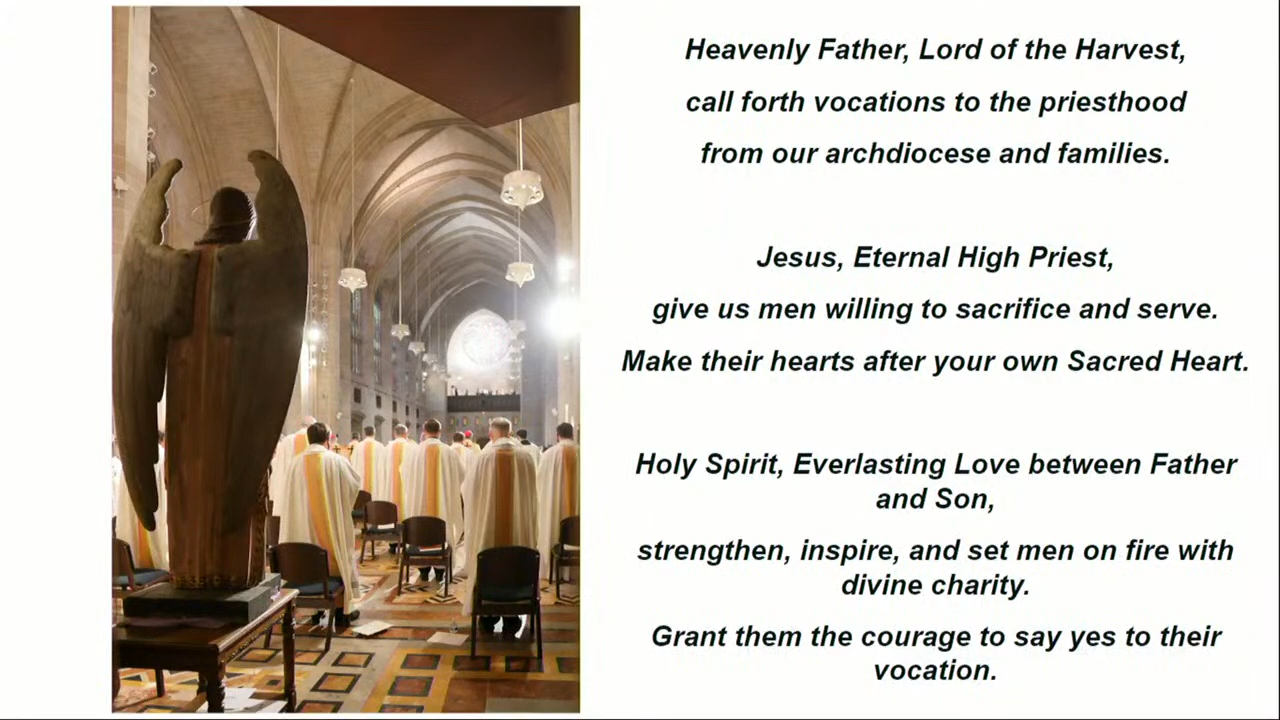 Heavenly Father, Lord of the Harvest,
call forth vocations to the priesthood
from our archdiocese and families.
Jesus, Eternal High Priest,
give us men willing to sacrifice and serve.
Make their hearts after your own Sacred Heart.
Holy Spirit, Everlasting Love between Father
and Son,
strengthen, inspire, and set men on fire with
divine charity.
Grant them the courage to say yes to their
vocation.